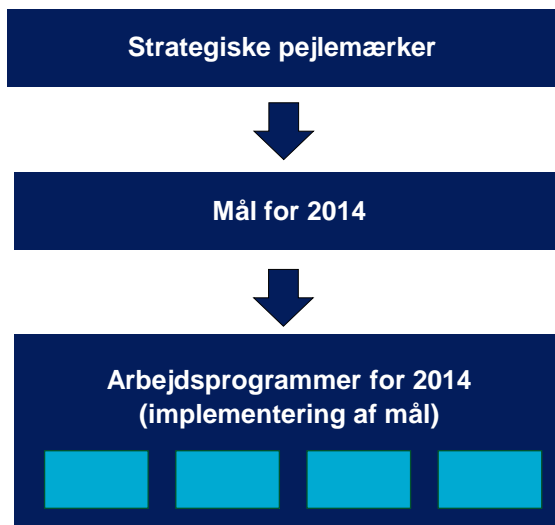 Strategiske pejlemærker
Mål for 2014
Arbejdsprogrammer for 2014
(implementering af mål)